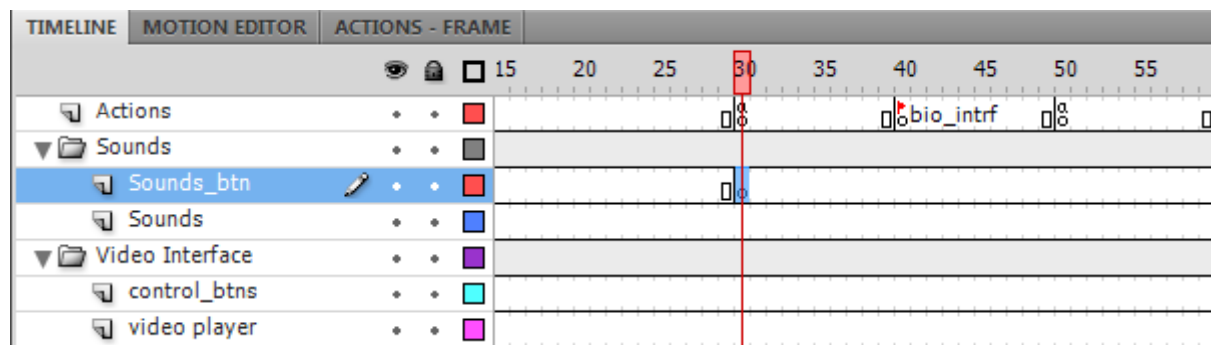 TIMELINE MOTION EDITOR ACTIONS - FRAME
15 20 25 30 35 40 45 50 55
Actions
a a
bio_intrf
Sounds
Sounds_btn
Sounds
Video Interface
control_btns
video player